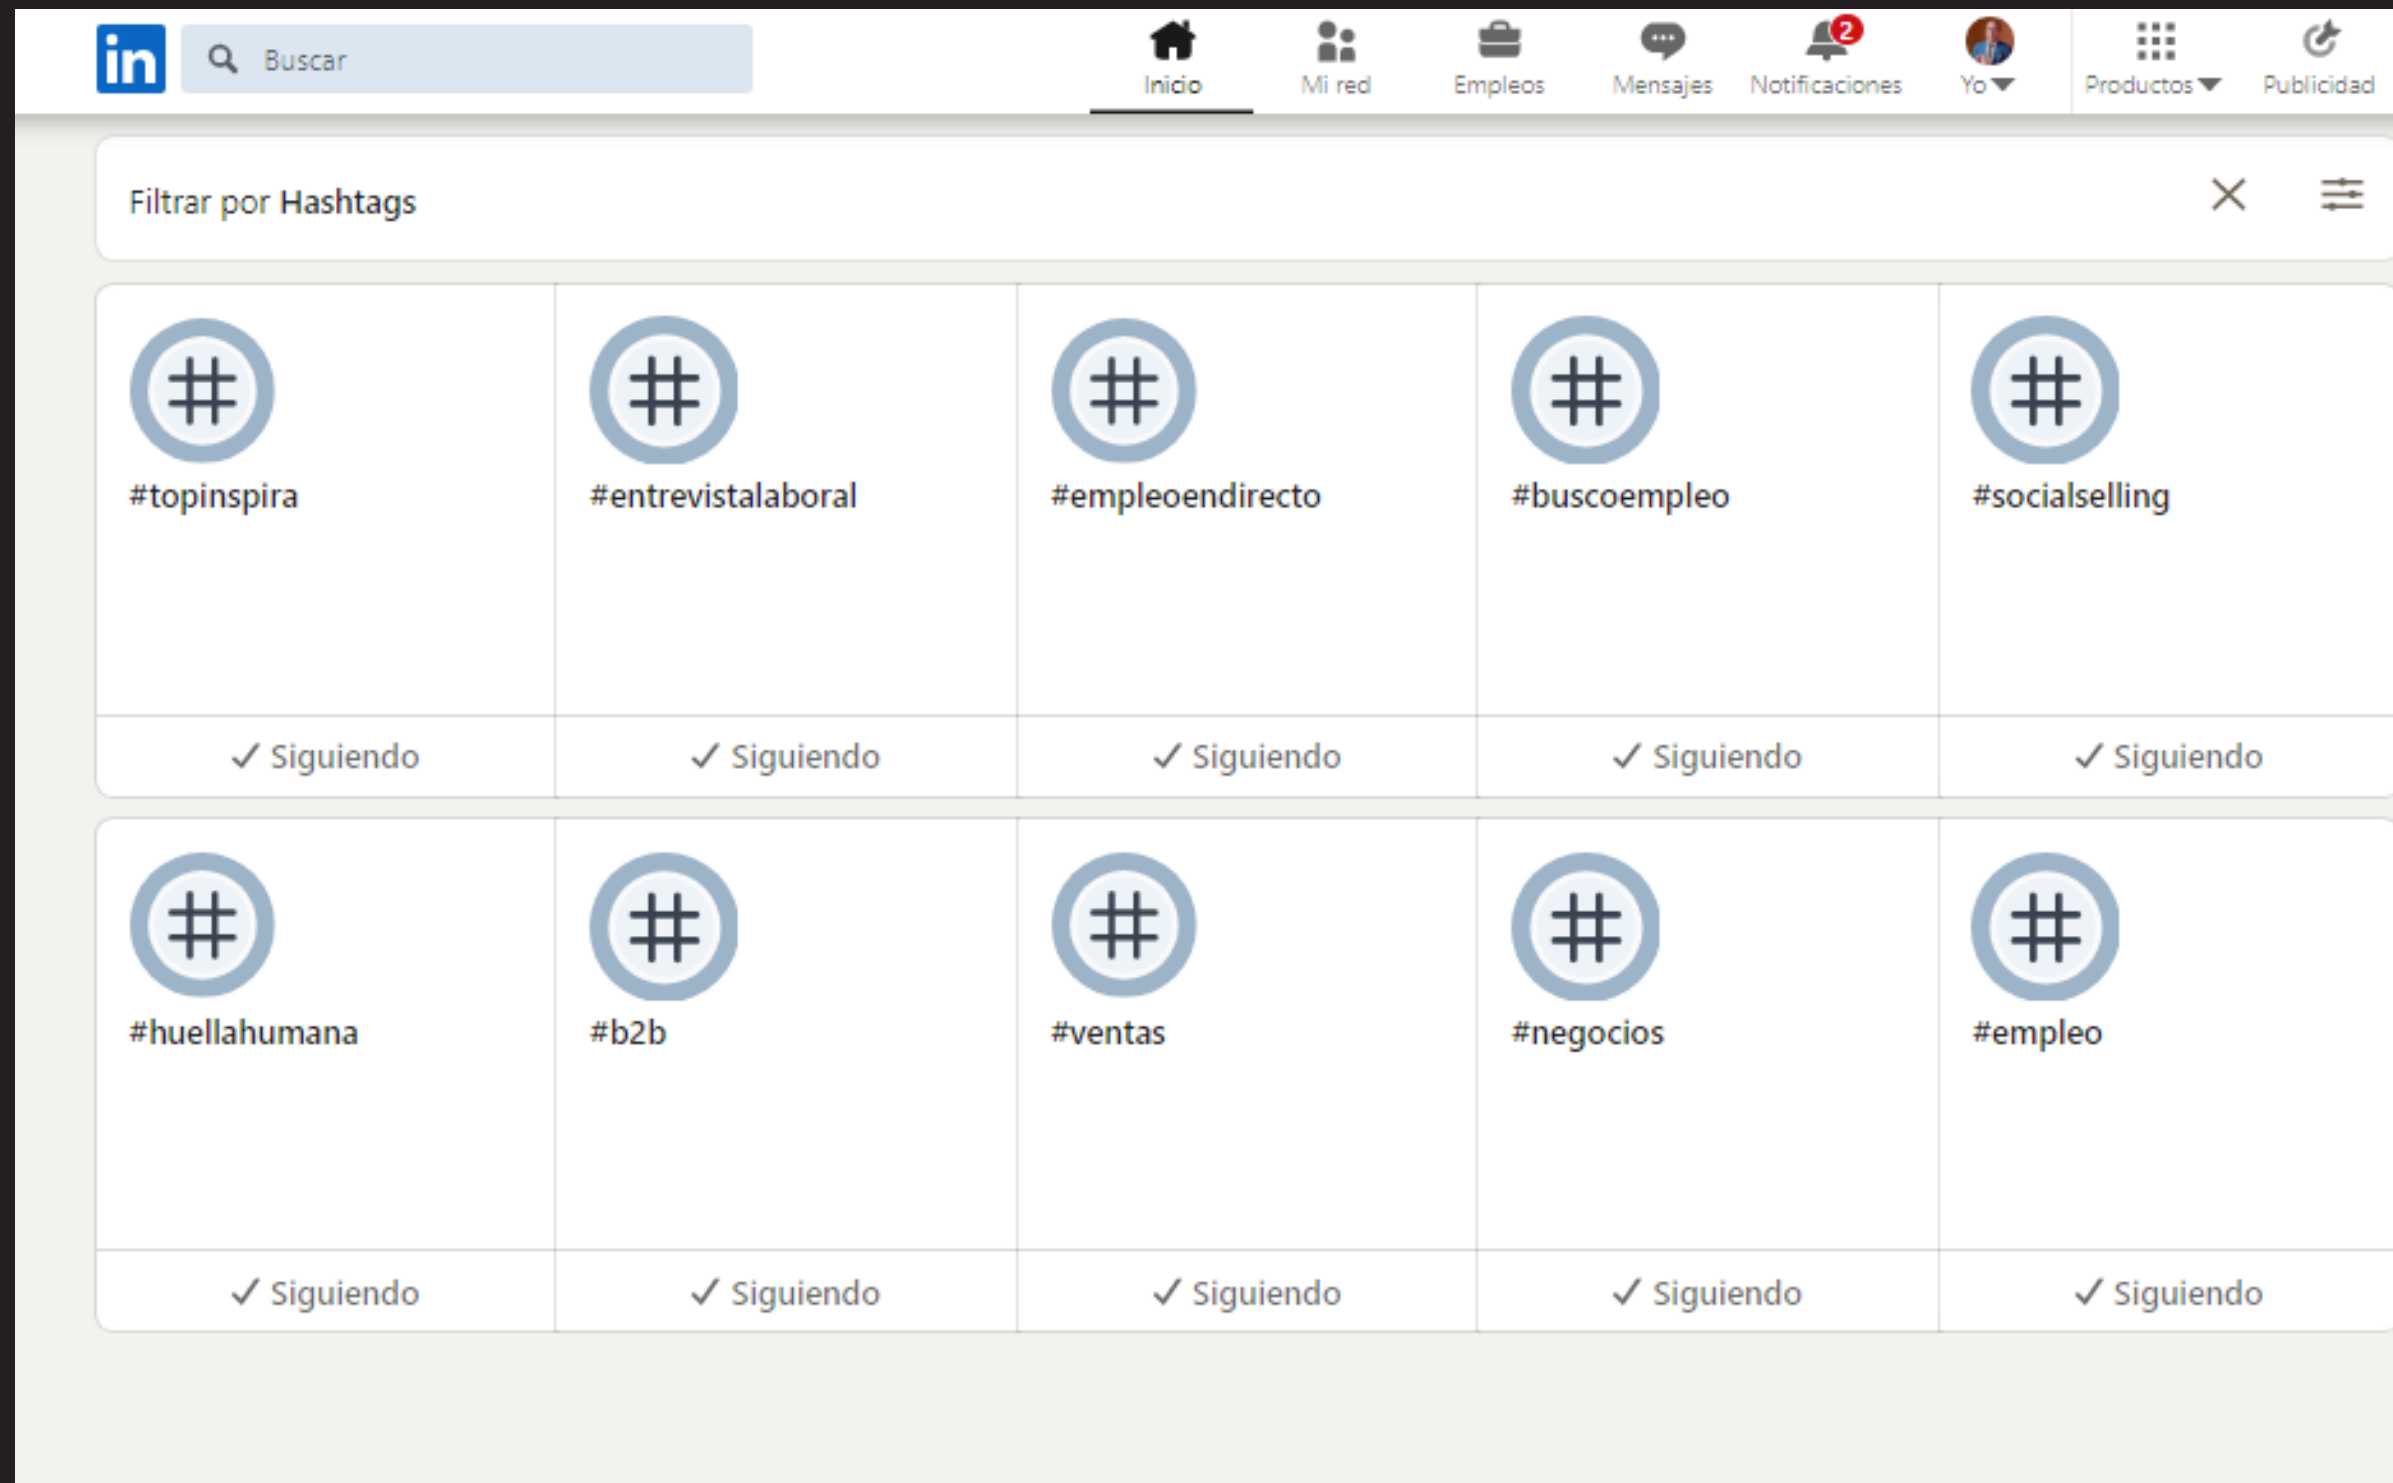 in Buscar Inicio Mi red Empleos Mensajes 2 Notificaciones Yo Productos Publicidad
Filtrar por Hashtags
#topinspira #entrevistalaboral #empleoendirecto #buscoempleo #socialselling
Siguiendo Siguiendo Siguiendo Siguiendo Siguiendo
#huellahumana #b2b #ventas #negocios #empleo
Siguiendo Siguiendo Siguiendo Siguiendo Siguiendo